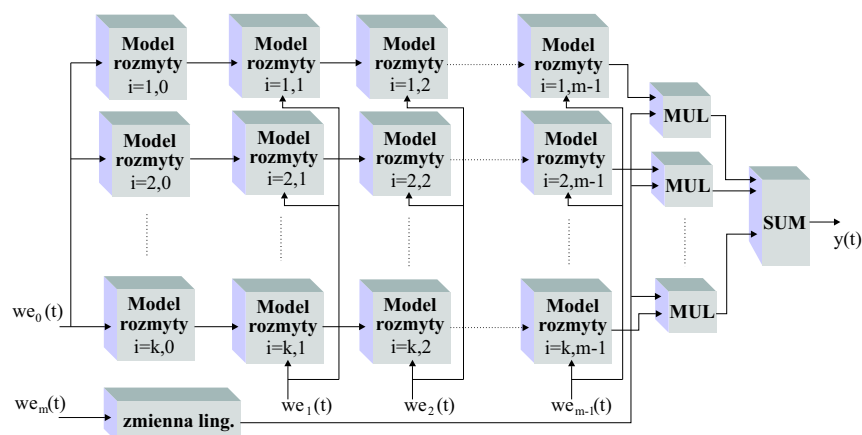 Model rozmyty i=1,0
Model rozmyty i=1,1
Model rozmyty i=1,2
Model rozmyty i=1,m-1
MUL
Model rozmyty i=2,0
Model rozmyty i=2,1
Model rozmyty i=2,2
Model rozmyty i=2,m-1
MUL
SUM
y(t)
we0(t)
Model rozmyty i=k,0
Model rozmyty i=k,1
Model rozmyty i=k,2
Model rozmyty i=k,m-1
MUL
wem(t)
zmienna ling.
we1(t)
we2(t)
wem-1(t)